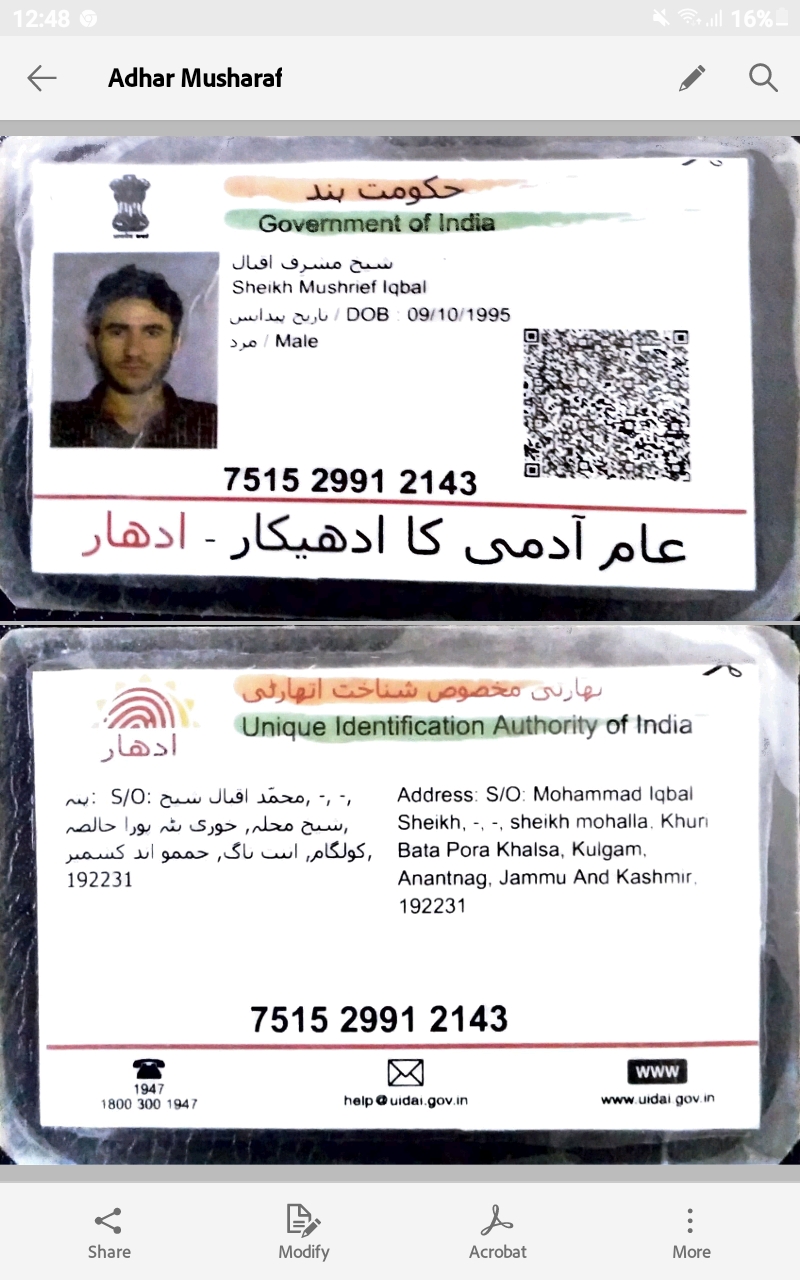 12:48
16%
Adhar Musharaf
حکومت ہند
Government of India
شیخ مشرف اقبال
Sheikh Mushrief Iqbal
تاریخ پیدائش / DOB : 09/10/1995
مرد / Male
7515 2991 2143
عام آدمی کا ادھیکار - ادھار
بھارتی مخصوص شناخت اتھارٹی
Unique Identification Authority of India
ادھار
پتہ: S/O: محمّد اقبال شیخ, -, -,
شیخ محلہ, خوری بٹہ پورا خالصہ,
کولگام, اننت ناگ, جممو اند کسمیر,
192231
Address: S/O: Mohammad Iqbal
Sheikh, -, -, sheikh mohalla, Khuri
Bata Pora Khalsa, Kulgam,
Anantnag, Jammu And Kashmir,
192231
7515 2991 2143
1947
1800 300 1947
help@uidai.gov.in
WWW
www.uidai.gov.in
Share
Modify
Acrobat
More